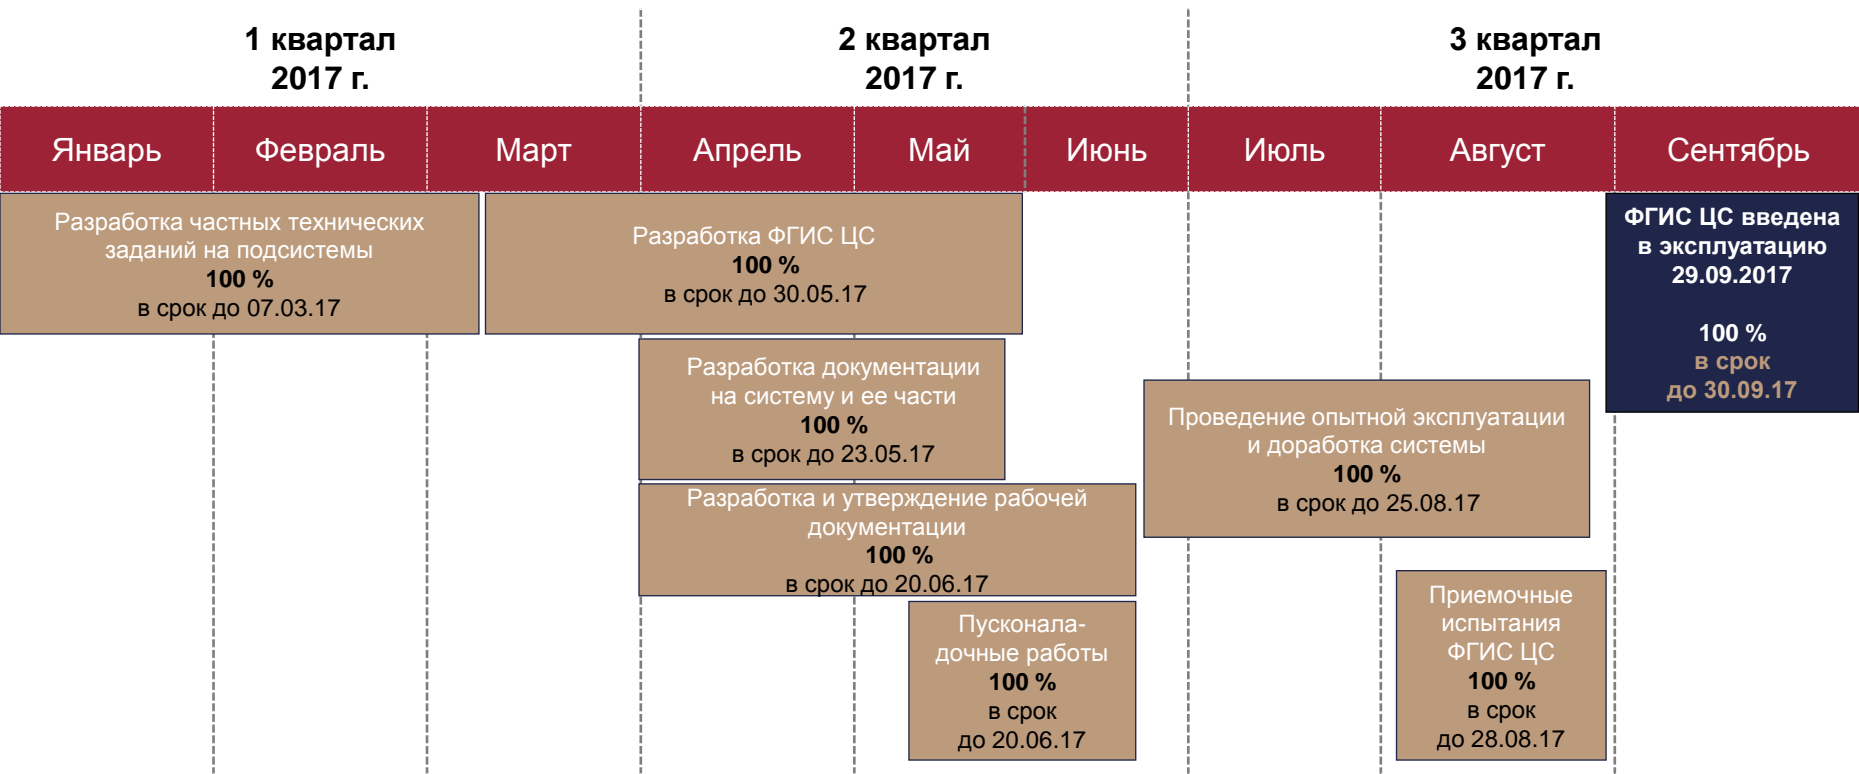 1 квартал
2017 г.
2 квартал
2017 г.
3 квартал
2017 г.
Январь
Февраль
Март
Апрель
Май
Июнь
Июль
Август
Сентябрь
Разработка частных технических
заданий на подсистемы
100 %
в срок до 07.03.17
Разработка ФГИС ЦС
100 %
в срок до 30.05.17
ФГИС ЦС введена
в эксплуатацию
29.09.2017
100 %
в срок
до 30.09.17
Разработка документации
на систему и ее части
100 %
в срок до 23.05.17
Проведение опытной эксплуатации
и доработка системы
100 %
в срок до 25.08.17
Разработка и утверждение рабочей
документации
100 %
в срок до 20.06.17
Пусконала-
дочные работы
100 %
в срок
до 20.06.17
Приемочные
испытания
ФГИС ЦС
100 %
в срок
до 28.08.17